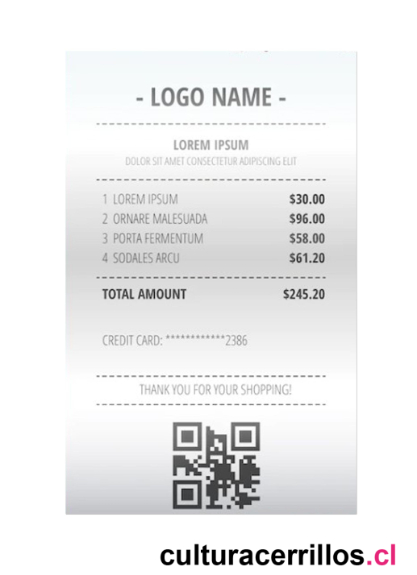 - LOGO NAME -
LOREM IPSUM
DOLOR SIT AMET CONSECTETUR ADIPISCING ELIT
1 LOREM IPSUM $30.00
2 ORNARE MALESUADA $96.00
3 PORTA FERMENTUM $58.00
4 SODALES ARCU $61.20
TOTAL AMOUNT $245.20
CREDIT CARD: ************2386
THANK YOU FOR YOUR SHOPPING!
culturacerrillos.cl